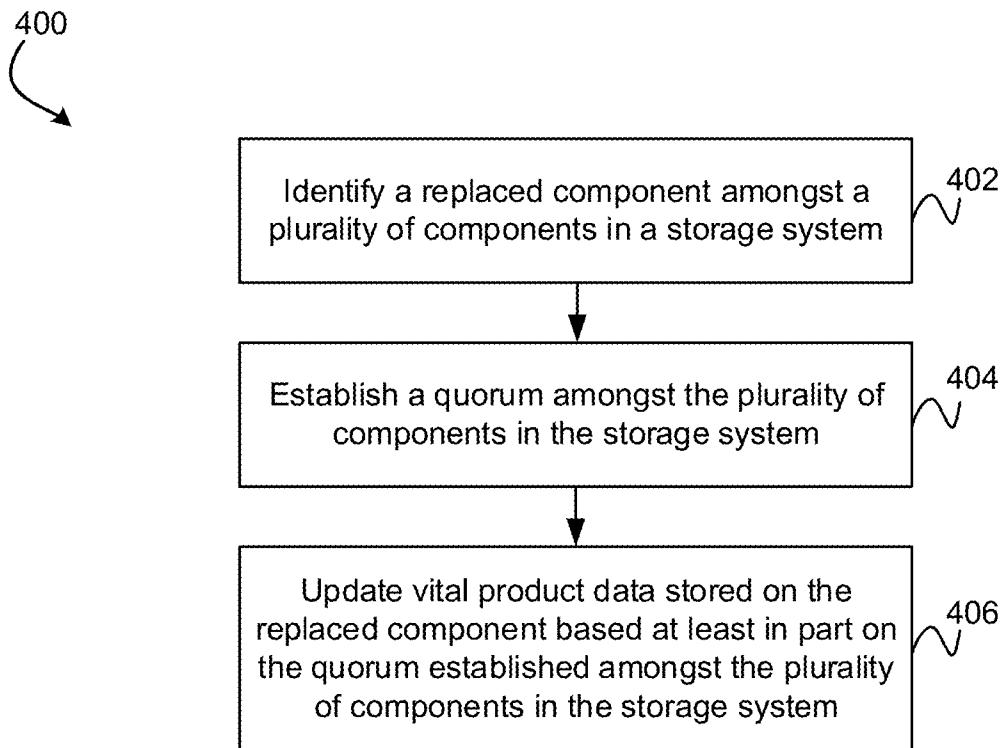 400
Identify a replaced component amongst a
plurality of components in a storage system
402
Establish a quorum amongst the plurality of
components in the storage system
404
Update vital product data stored on the
replaced component based at least in part on
the quorum established amongst the plurality
of components in the storage system
406